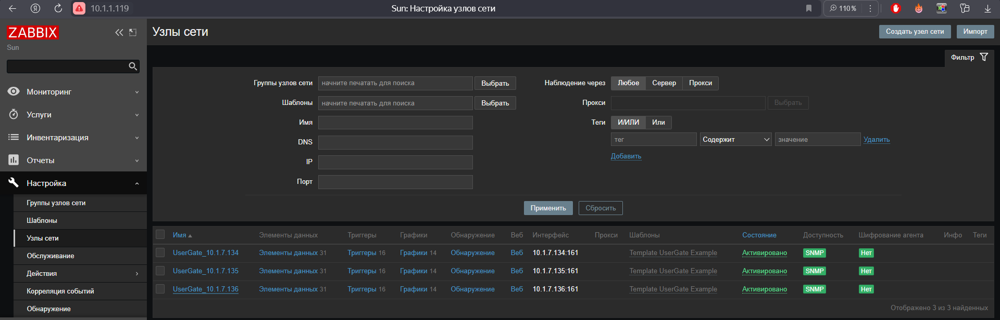 10.1.1.119 Sun: Настройка узлов сети 110%
ZABBIX
Sun
Мониторинг
Услуги
Инвентаризация
Отчеты
Настройка
Группы узлов сети
Шаблоны
Узлы сети
Обслуживание
Действия
Корреляция событий
Обнаружение
Узлы сети Создать узел сети Импорт
Фильтр
Группы узлов сети начните печатать для поиска Выбрать
Шаблоны начните печатать для поиска Выбрать
Имя
DNS
IP
Порт
Наблюдение через Любое Сервер Прокси
Прокси Выбрать
Теги И/ИЛИ Или
тег Содержит значение Удалить
Добавить
Применить Сбросить
Имя Элементы данных Триггеры Графики Обнаружение Веб Интерфейс Прокси Шаблоны Состояние Доступность Шифрование агента Инфо Теги
UserGate_10.1.7.134 Элементы данных 31 Триггеры 16 Графики 14 Обнаружение Веб 10.1.7.134:161 Template UserGate Example Активировано SNMP Нет
UserGate_10.1.7.135 Элементы данных 31 Триггеры 16 Графики 14 Обнаружение Веб 10.1.7.135:161 Template UserGate Example Активировано SNMP Нет
UserGate_10.1.7.136 Элементы данных 31 Триггеры 16 Графики 14 Обнаружение Веб 10.1.7.136:161 Template UserGate Example Активировано SNMP Нет
Отображено 3 из 3 найденных